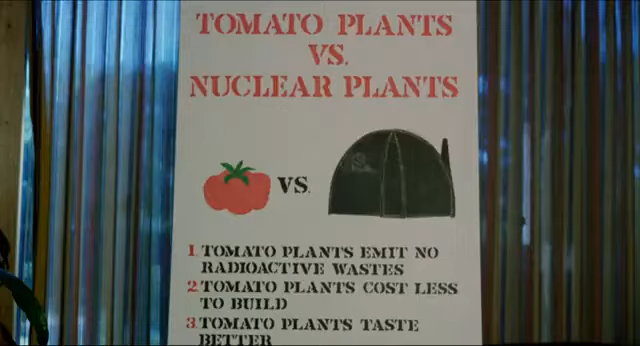 TOMATO PLANTS
VS.
NUCLEAR PLANTS
VS.
1. TOMATO PLANTS EMIT NO
RADIOACTIVE WASTES
2. TOMATO PLANTS COST LESS
TO BUILD
3. TOMATO PLANTS TASTE
BETTER